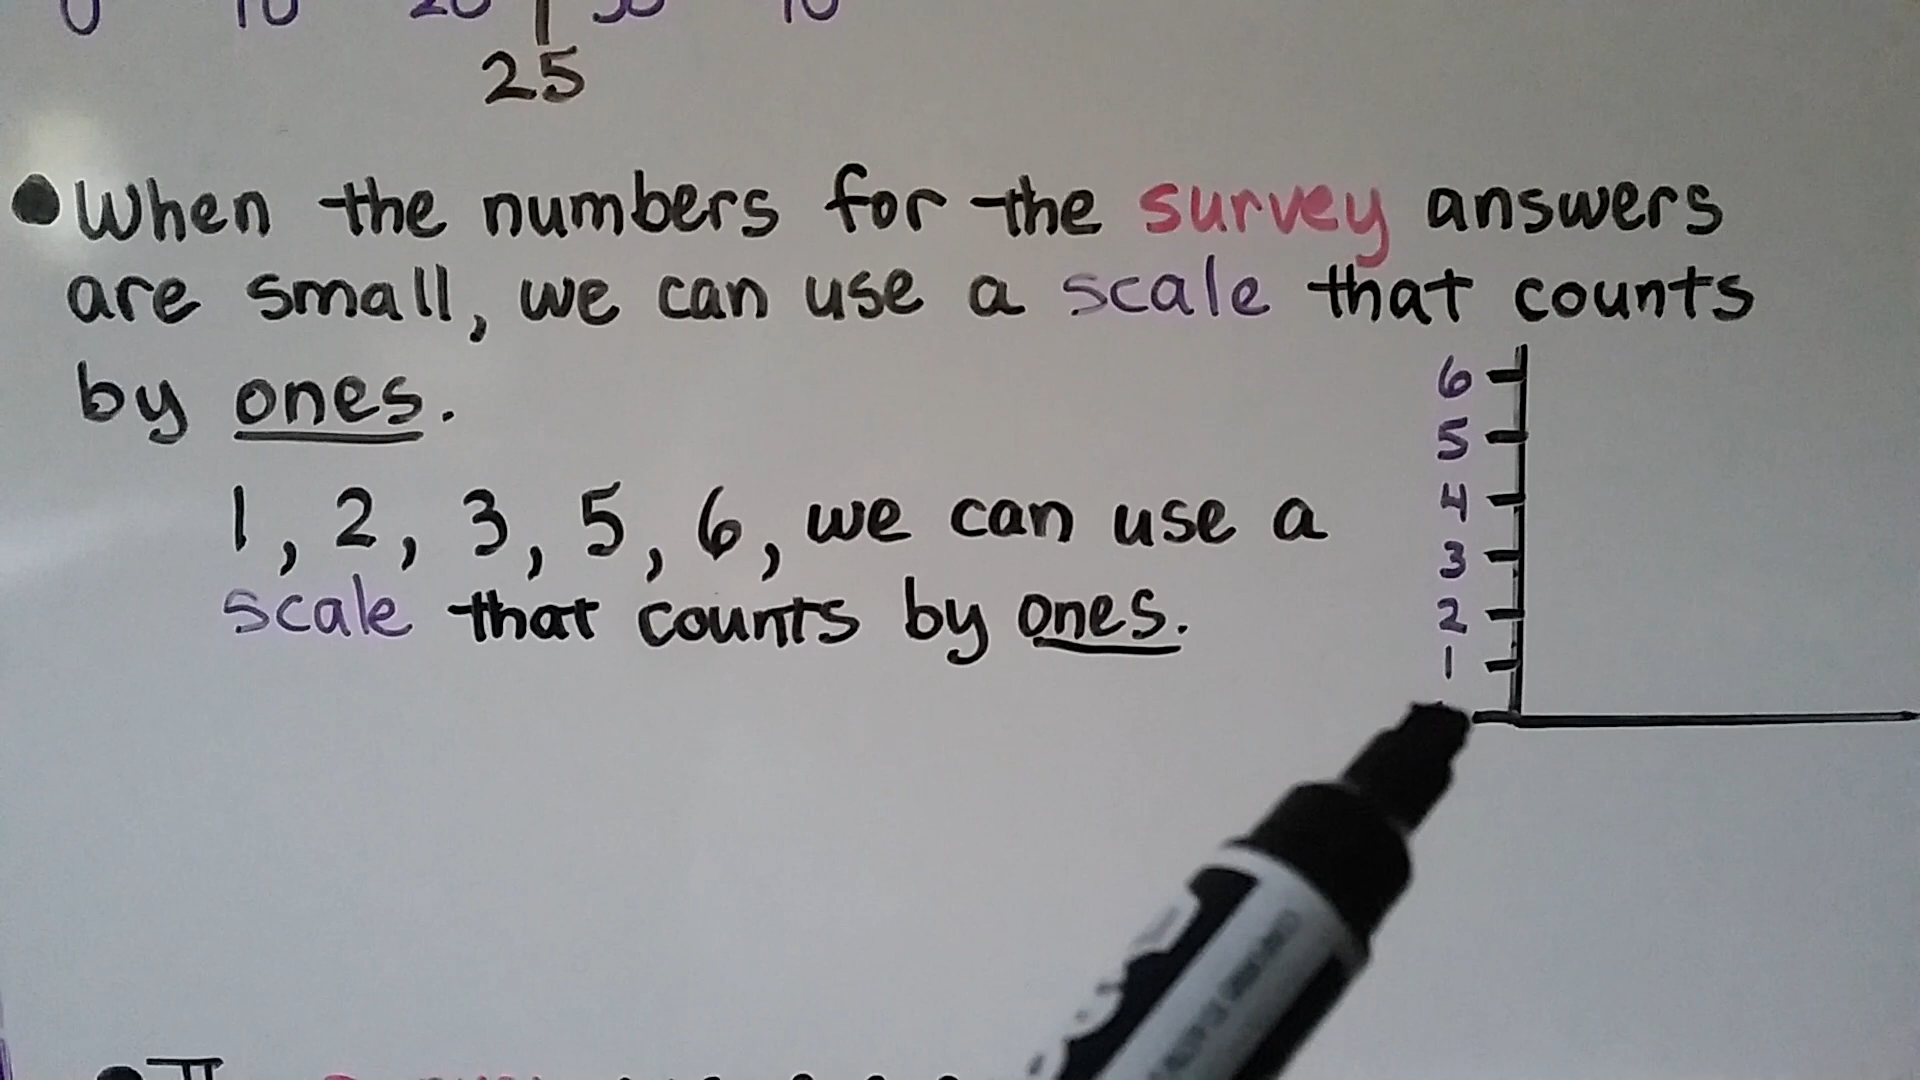 25
When the numbers for the survey answers
are small, we can use a scale that counts
by ones.
1, 2, 3, 5, 6, we can use a
scale that counts by ones.
6
5
4
3
2
1